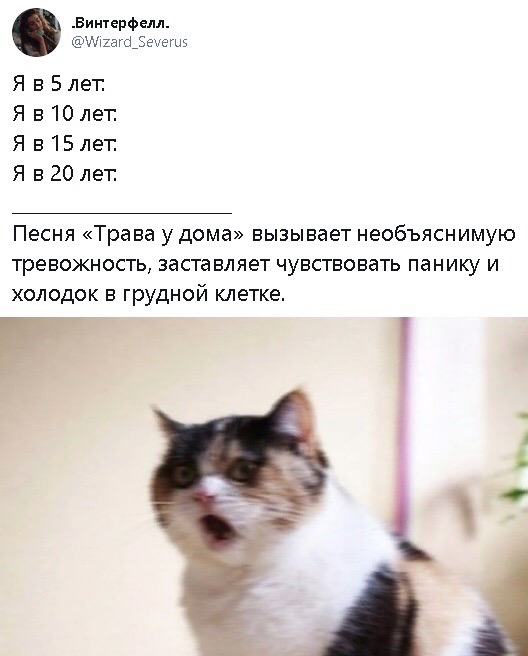 .Винтерфелл.
@Wizard_Severus
Я в 5 лет:
Я в 10 лет:
Я в 15 лет:
Я в 20 лет:
Песня «Трава у дома» вызывает необъяснимую
тревожность, заставляет чувствовать панику и
холодок в грудной клетке.